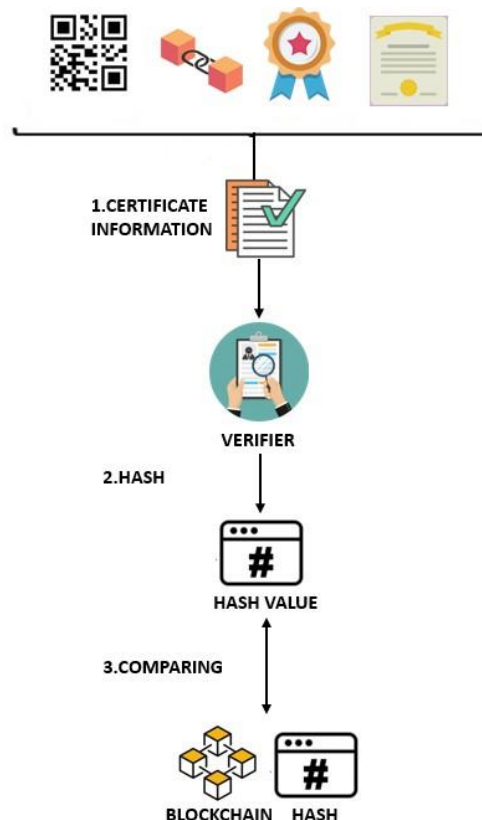 1.CERTIFICATE
INFORMATION
VERIFIER
2.HASH
#
HASH VALUE
3.COMPARING
#
BLOCKCHAIN HASH